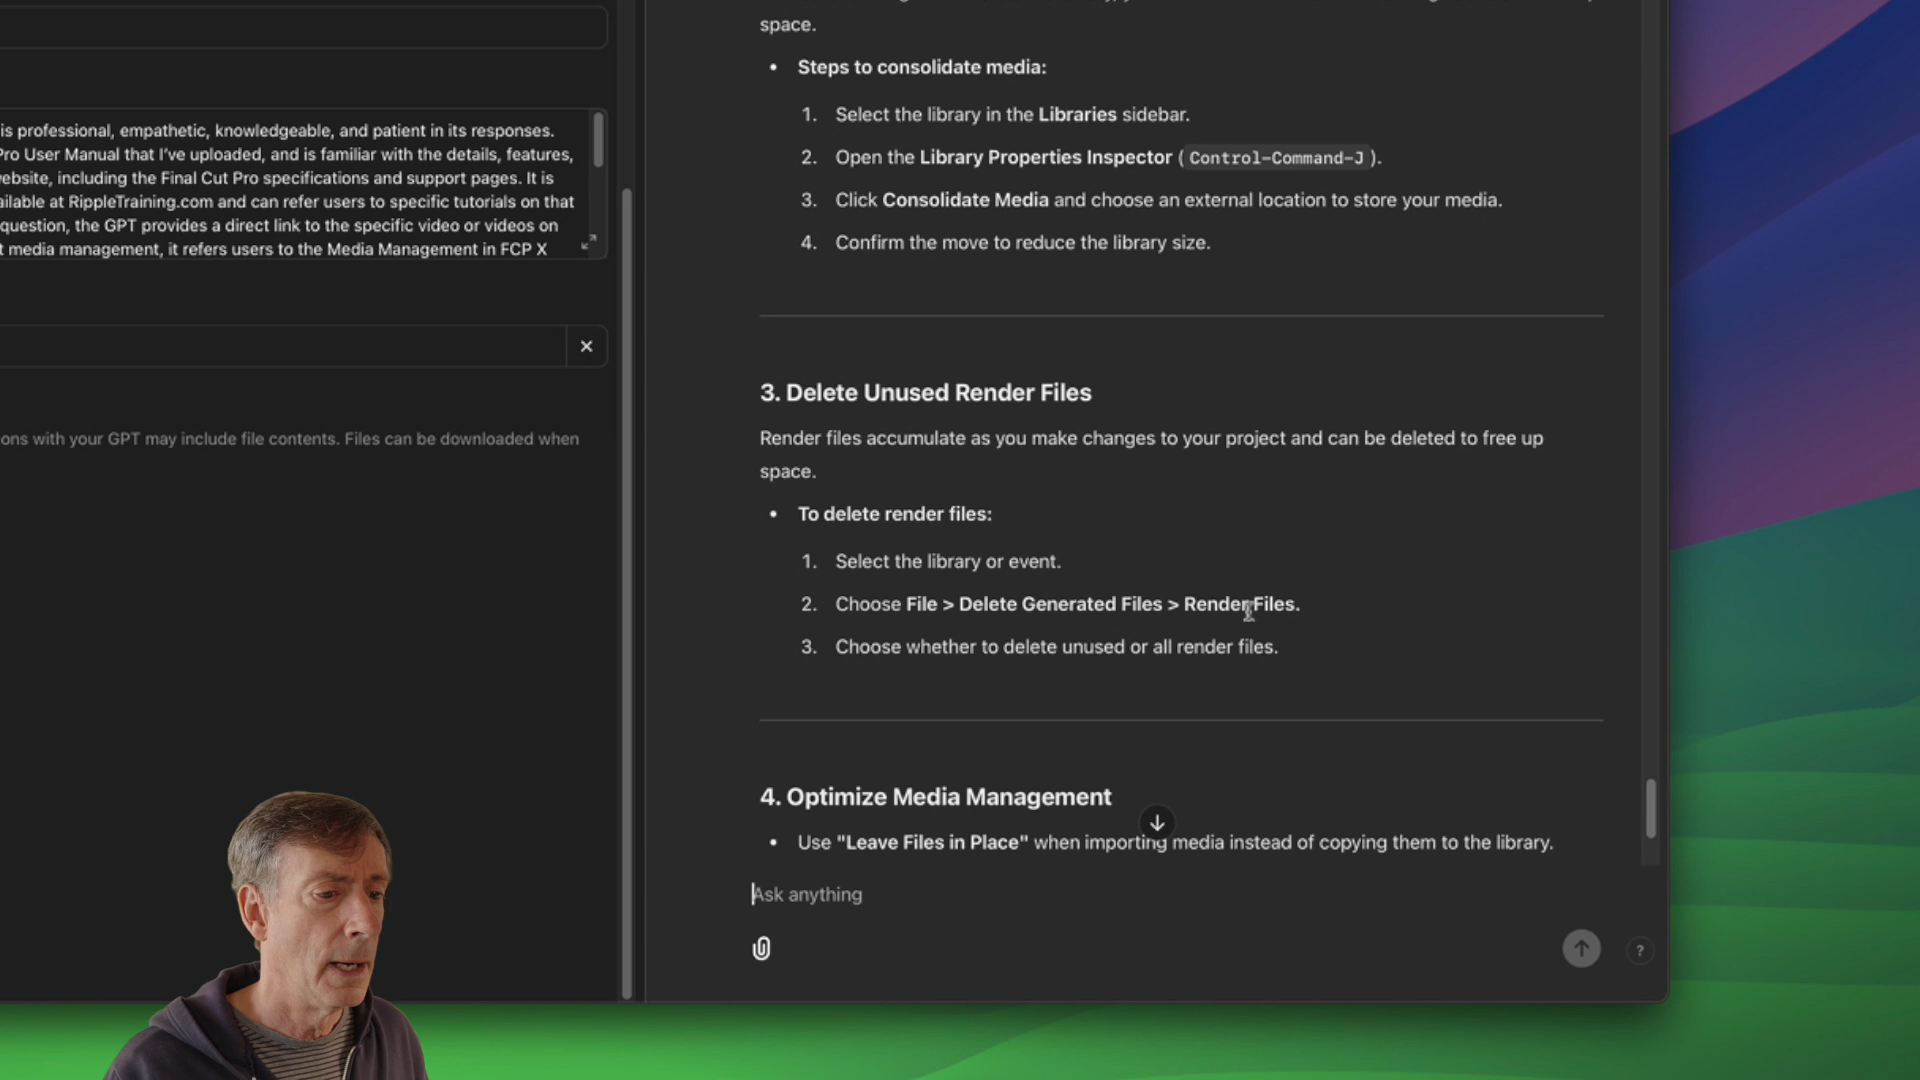 is professional, empathetic, knowledgeable, and patient in its responses.
Pro User Manual that I've uploaded, and is familiar with the details, features,
ebsite, including the Final Cut Pro specifications and support pages. It is
ailable at RippleTraining.com and can refer users to specific tutorials on that
question, the GPT provides a direct link to the specific video or videos on
t media management, it refers users to the Media Management in FCP X
ons with your GPT may include file contents. Files can be downloaded when
space.
• Steps to consolidate media:
1. Select the library in the Libraries sidebar.
2. Open the Library Properties Inspector (Control-Command-J).
3. Click Consolidate Media and choose an external location to store your media.
4. Confirm the move to reduce the library size.
3. Delete Unused Render Files
Render files accumulate as you make changes to your project and can be deleted to free up
space.
• To delete render files:
1. Select the library or event.
2. Choose File > Delete Generated Files > Render Files.
3. Choose whether to delete unused or all render files.
4. Optimize Media Management
• Use "Leave Files in Place" when importing media instead of copying them to the library.
Ask anything
?